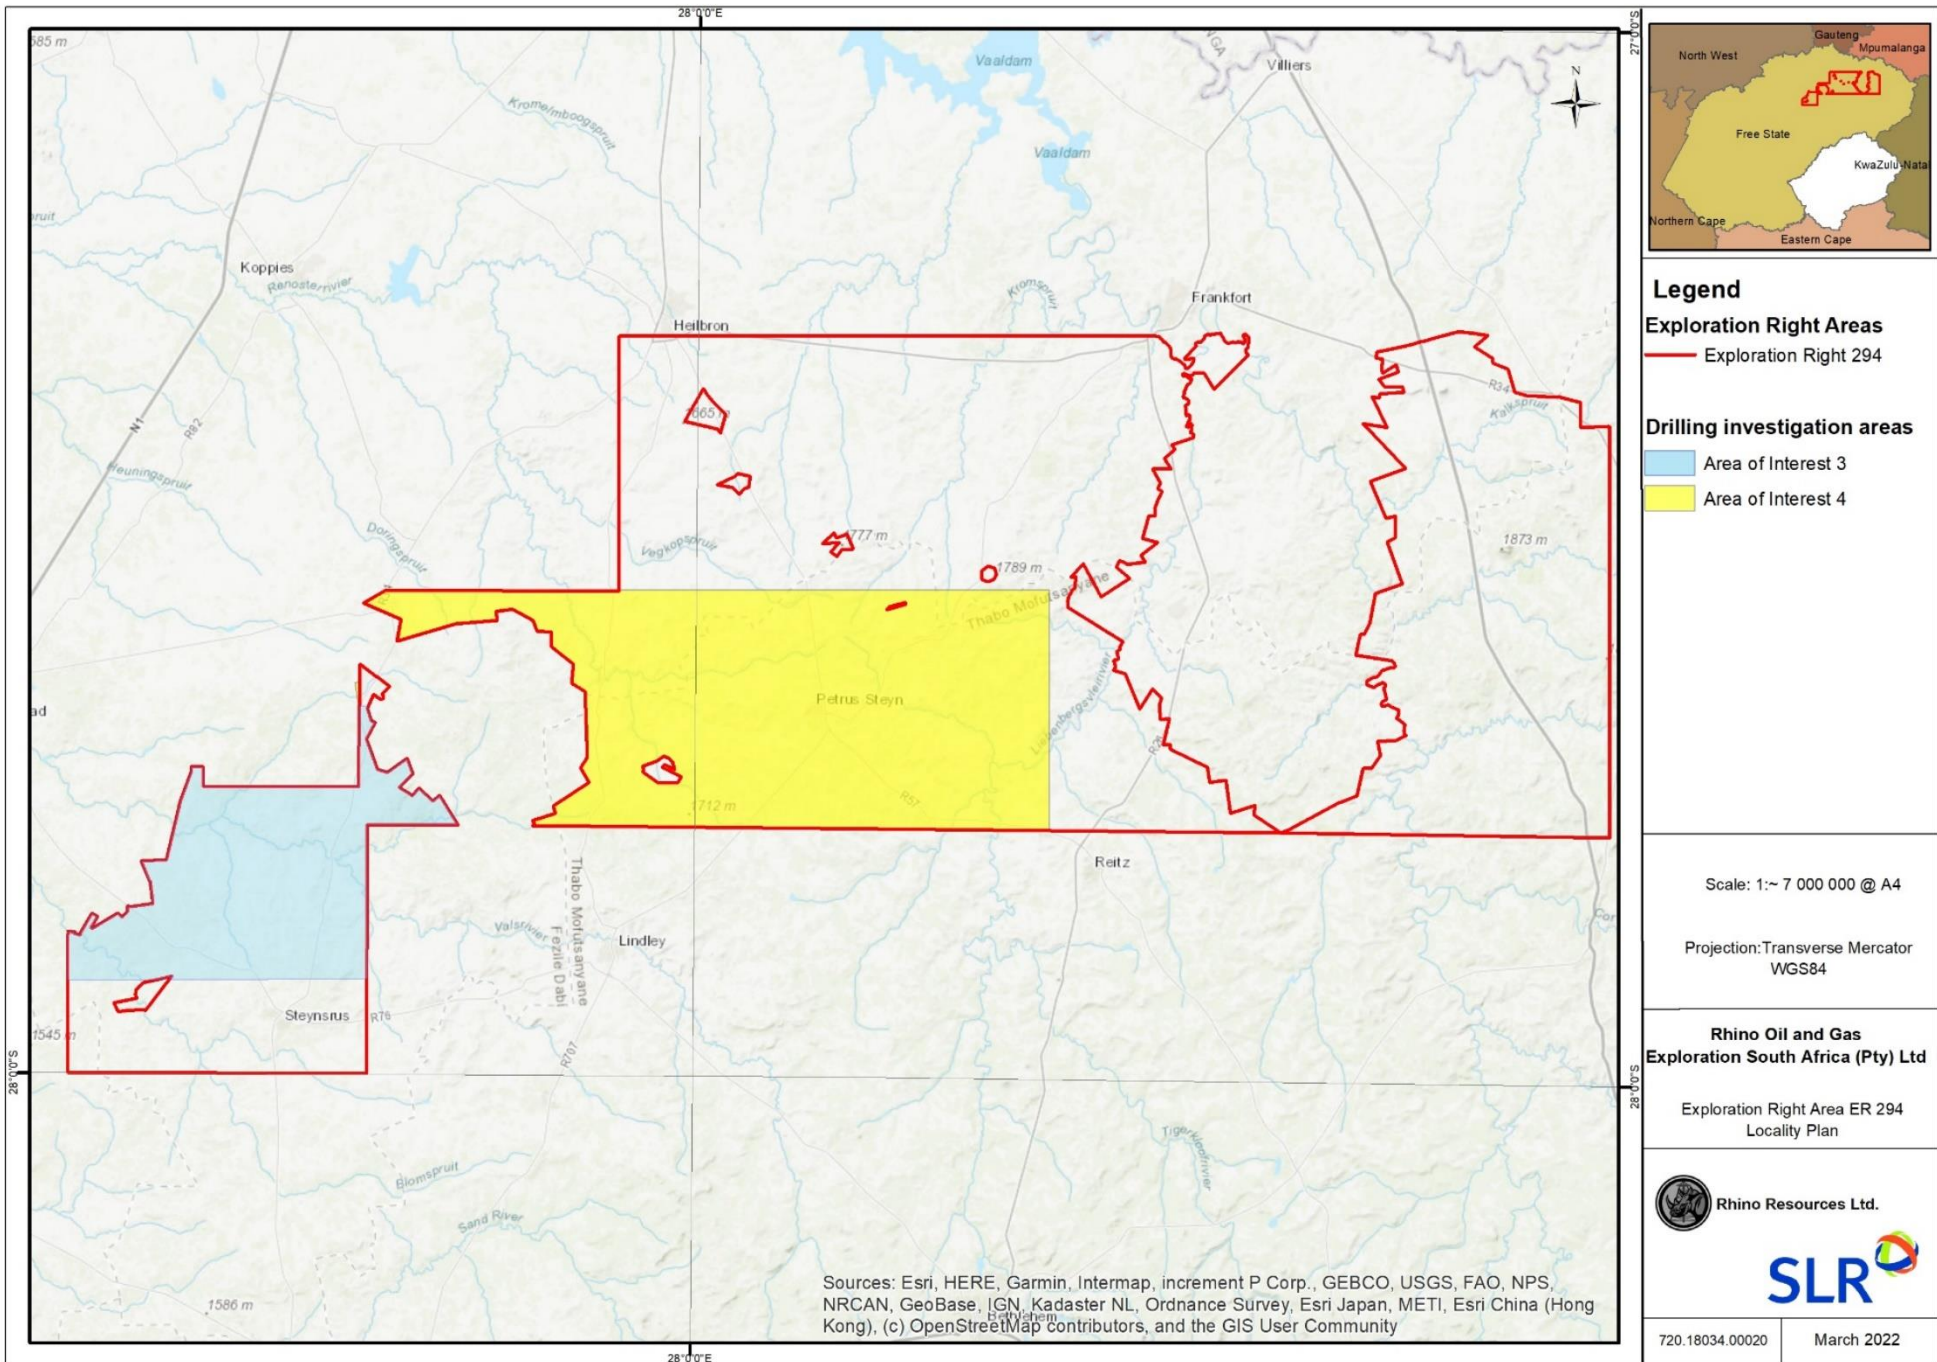 28°0'0"E
27°0'0"S
585 m
Vaaldam
Villiers
N
Kromelmboogspruit
Vaaldam
Koppies
Renosterrivier
Kromspruit
Frankfort
Heilbron
R34
Kalkspruit
N1
R82
1665 m
Heuningspruit
Doringspruit
Vegkopspruit
1777 m
1789 m
1873 m
Thabo Mofutsanyane
Petrus Steyn
Liebenbergsvleirivier
R26
ad
1712 m
R57
Reitz
Thabo Mofutsanyane
Fezile Dabi
Valsrivier
Lindley
Steynsrus
R76
1545 m
R707
28°0'0"S
28°0'0"S
Tigerkloofrivier
Blomspruit
Sand River
1586 m
Bethlehem
Sources: Esri, HERE, Garmin, Intermap, increment P Corp., GEBCO, USGS, FAO, NPS,
NRCAN, GeoBase, IGN, Kadaster NL, Ordnance Survey, Esri Japan, METI, Esri China (Hong
Kong), (c) OpenStreetMap contributors, and the GIS User Community
28°0'0"E
Gauteng
North West
Mpumalanga
Free State
KwaZulu-Natal
Northern Cape
Eastern Cape
Legend
Exploration Right Areas
Exploration Right 294
Drilling investigation areas
Area of Interest 3
Area of Interest 4
Scale: 1:~ 7 000 000 @ A4
Projection:Transverse Mercator
WGS84
Rhino Oil and Gas
Exploration South Africa (Pty) Ltd
Exploration Right Area ER 294
Locality Plan
Rhino Resources Ltd.
SLR
720.18034.00020
March 2022